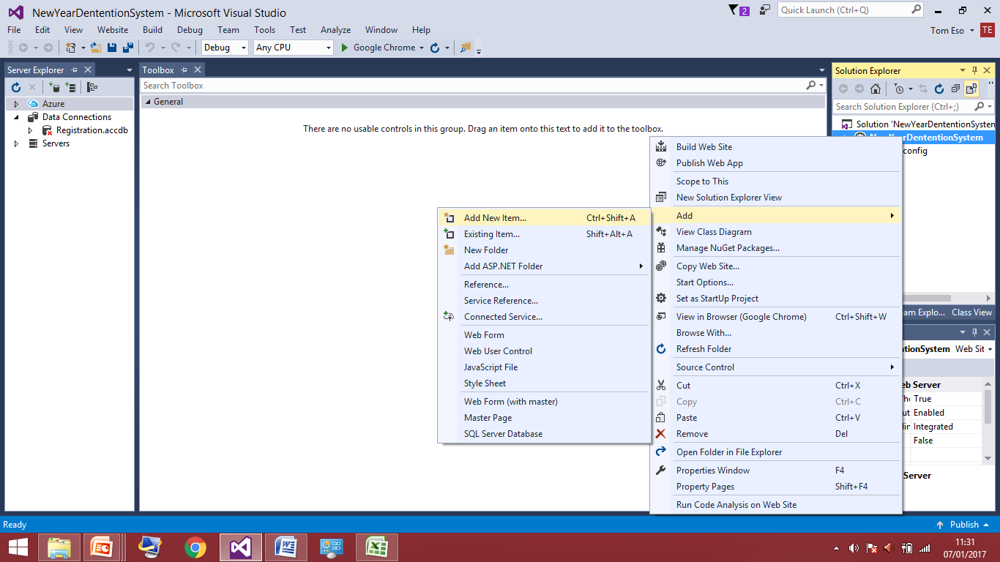 NewYearDententionSystem - Microsoft Visual Studio
2
Quick Launch (Ctrl+Q)
File Edit View Website Build Debug Team Tools Test Analyze Window Help
Tom Eso TE
Debug Any CPU Google Chrome
Server Explorer
Azure
Data Connections
Registration.accdb
Servers
Toolbox
Search Toolbox
General
There are no usable controls in this group. Drag an item onto this text to add it to the toolbox.
Solution Explorer
Search Solution Explorer (Ctrl+;)
Solution 'NewYearDententionSystem
DententionSystem
config
Build Web Site
Publish Web App
Scope to This
New Solution Explorer View
Add
View Class Diagram
Manage NuGet Packages...
Copy Web Site...
Start Options...
Set as StartUp Project
View in Browser (Google Chrome) Ctrl+Shift+W
Browse With...
Refresh Folder
Source Control
Cut Ctrl+X
Copy Ctrl+C
Paste Ctrl+V
Remove Del
Open Folder in File Explorer
Properties Window F4
Property Pages Shift+F4
Run Code Analysis on Web Site
Add New Item... Ctrl+Shift+A
Existing Item... Shift+Alt+A
New Folder
Add ASP.NET Folder
Reference...
Service Reference...
Connected Service...
Web Form
Web User Control
JavaScript File
Style Sheet
Web Form (with master)
Master Page
SQL Server Database
am Explo... Class View
tionSystem Web Sit
eb Server
True
Enabled
Integrated
False
Server
Ready
Publish
11:31
07/01/2017